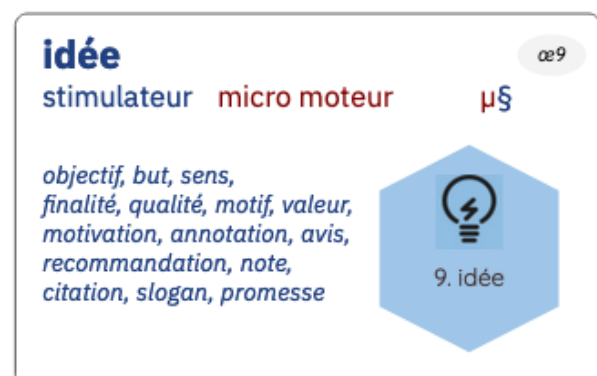 idée
æ9
stimulateur micro moteur µ§
objectif, but, sens,
finalité, qualité, motif, valeur,
motivation, annotation, avis,
recommandation, note,
citation, slogan, promesse
9. idée